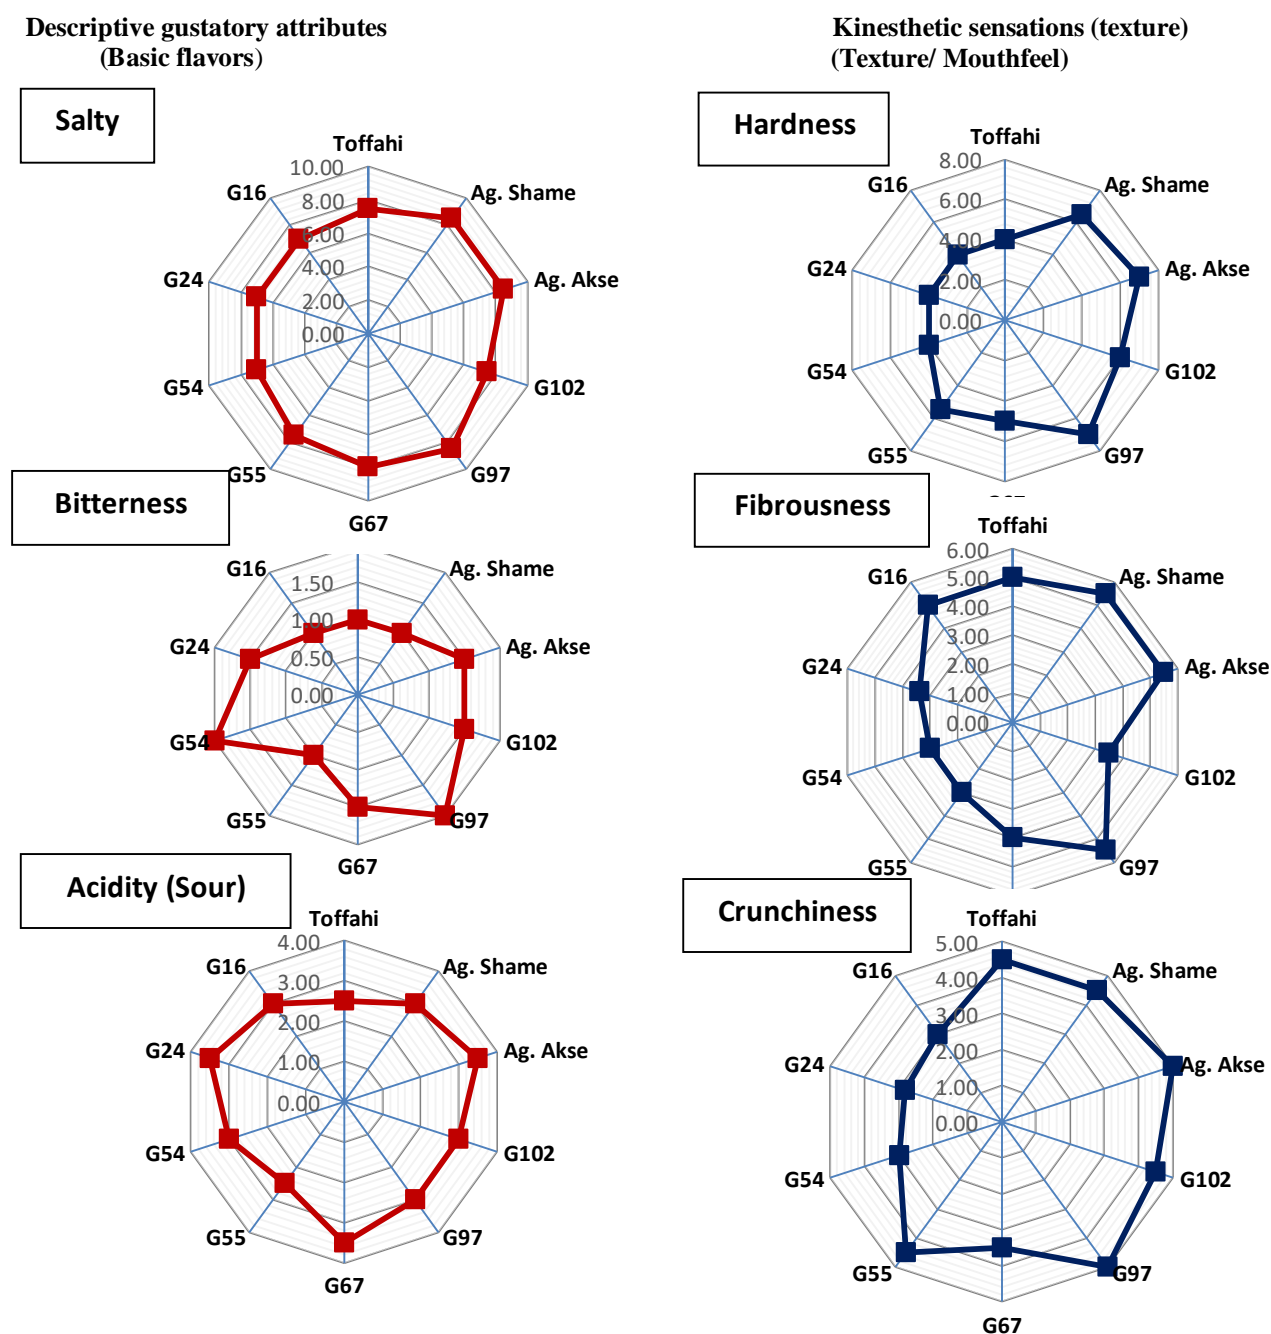 Descriptive gustatory attributes
(Basic flavors)
Salty
Toffahi
Ag. Shame
Ag. Akse
G102
G97
G67
G55
G54
G24
G16
10.00
8.00
6.00
4.00
2.00
0.00
Bitterness
Ag. Shame
Ag. Akse
G102
G97
G67
G55
G54
G24
G16
1.50
1.00
0.50
0.00
Acidity (Sour)
Toffahi
Ag. Shame
Ag. Akse
G102
G97
G67
G55
G54
G24
G16
4.00
3.00
2.00
1.00
0.00
Kinesthetic sensations (texture)
(Texture/ Mouthfeel)
Hardness
Toffahi
Ag. Shame
Ag. Akse
G102
G97
G55
G54
G24
G16
8.00
6.00
4.00
2.00
0.00
Fibrousness
Toffahi
Ag. Shame
Ag. Akse
G102
G97
G55
G54
G24
G16
6.00
5.00
4.00
3.00
2.00
1.00
0.00
Crunchiness
Toffahi
Ag. Shame
Ag. Akse
G102
G97
G67
G55
G54
G24
G16
5.00
4.00
3.00
2.00
1.00
0.00